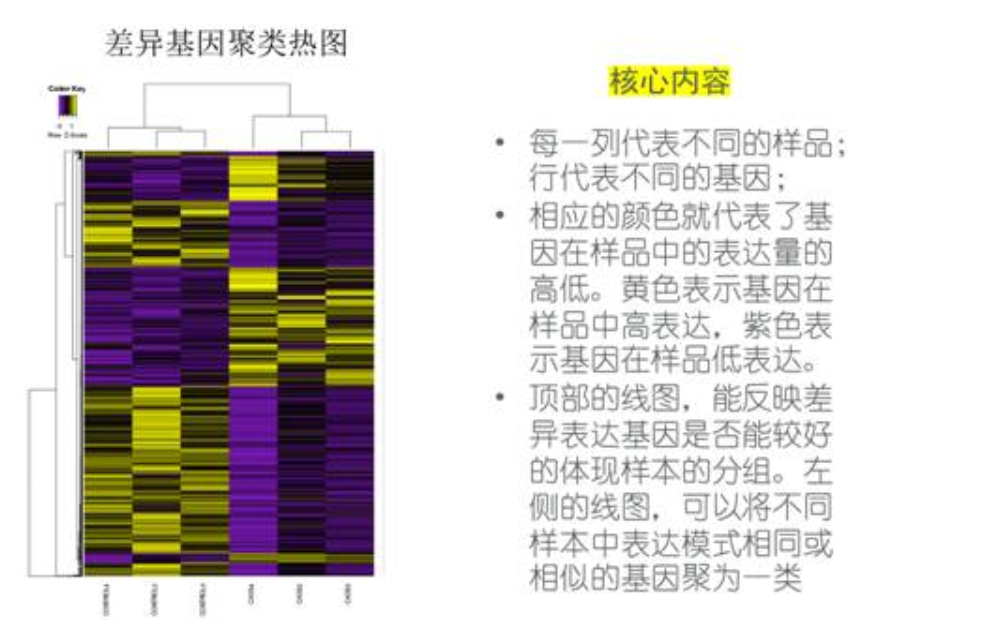 差异基因聚类热图
Color Key
Row Z-Score
核心内容
• 每一列代表不同的样品；
行代表不同的基因；
• 相应的颜色就代表了基
因在样品中的表达量的
高低。黄色表示基因在
样品中高表达，紫色表
示基因在样品低表达。
• 顶部的线图，能反映差
异表达基因是否能较好
的体现样本的分组。左
侧的线图，可以将不同
样本中表达模式相同或
相似的基因聚为一类